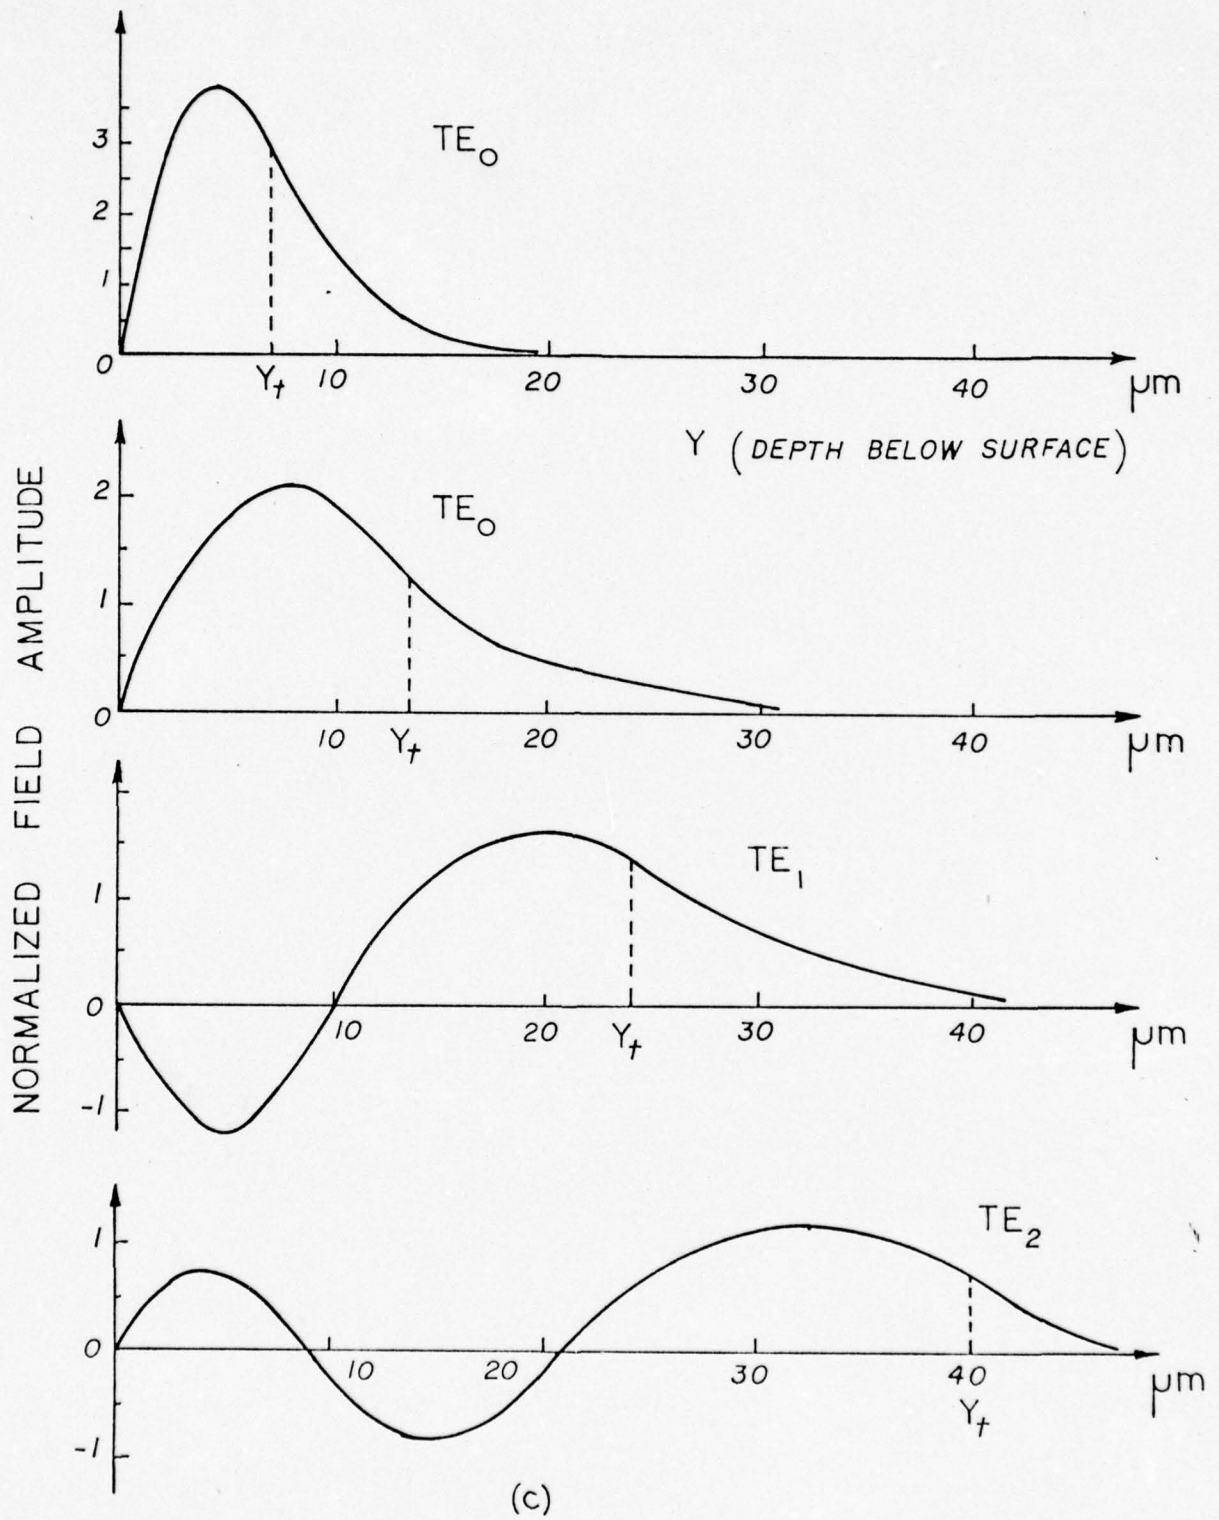 3
TE₀
2
1
0
Yt 10 20 30 40 μm
Y (DEPTH BELOW SURFACE)
NORMALIZED FIELD AMPLITUDE
2
TE₀
1
0
10 Yt 20 30 40 μm
TE₁
1
0
10 20 Yt 30 40 μm
-1
TE₂
1
0
10 20 30 40 μm
Yt
-1
(c)